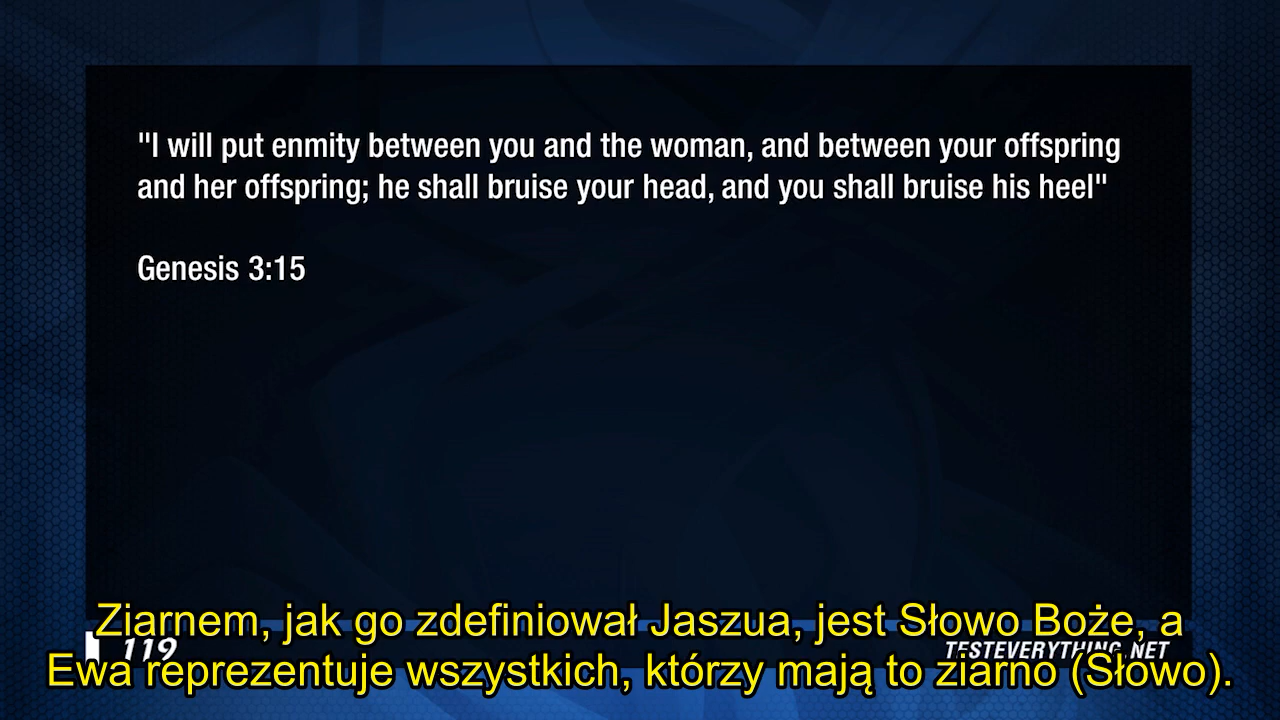 "I will put enmity between you and the woman, and between your offspring
and her offspring; he shall bruise your head, and you shall bruise his heel"
Genesis 3:15
Ziarnem, jak go zdefiniował Jaszua, jest Słowo Boże, a
119
TESTEVERYTHING.NET
Ewa reprezentuje wszystkich, którzy mają to ziarno (Słowo).